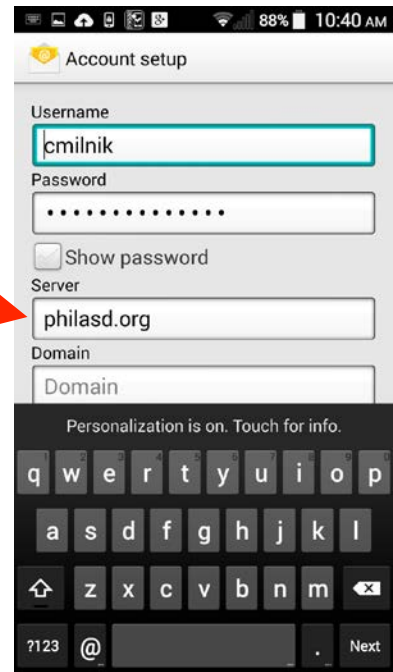 88% 10:40 AM
Account setup
Username
cmilnik
Password
••••••••••••••
Show password
Server
philasd.org
Domain
Domain
Personalization is on. Touch for info.
q w e r t y u i o p
a s d f g h j k l
z x c v b n m
?123 @ . Next